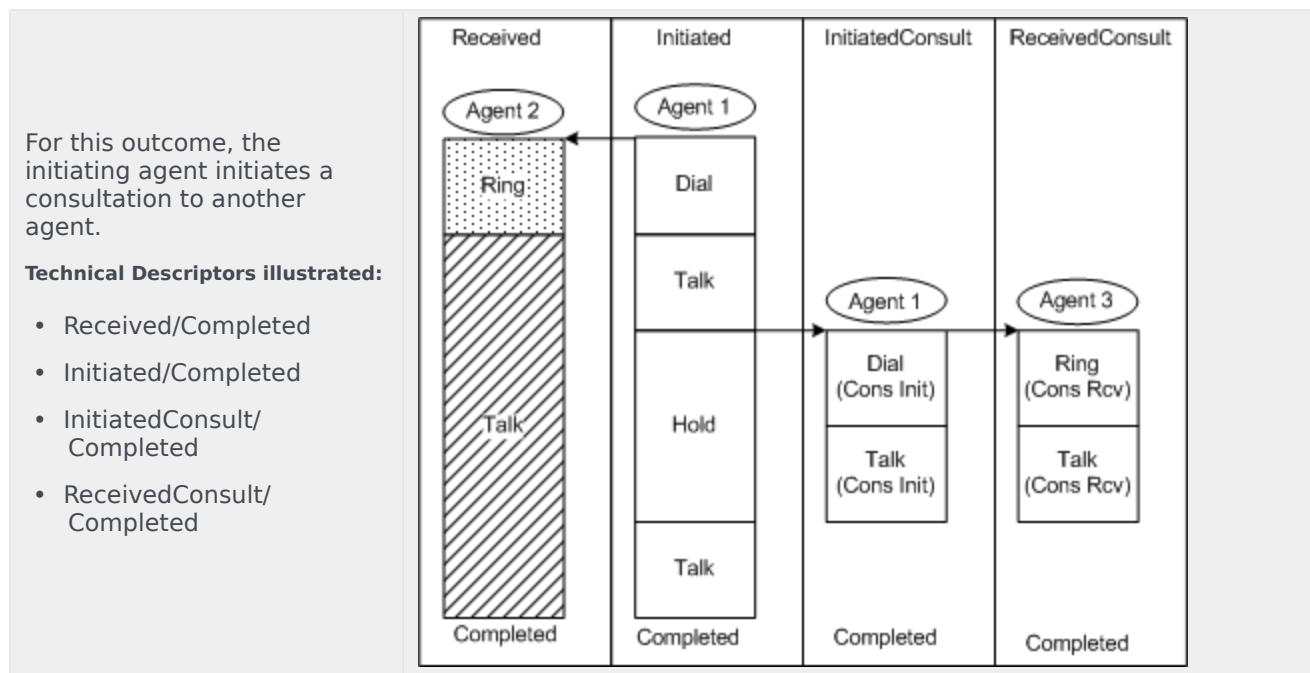 For this outcome, the
initiating agent initiates a
consultation to another
agent.
Technical Descriptors illustrated:
• Received/Completed
• Initiated/Completed
• InitiatedConsult/
Completed
• ReceivedConsult/
Completed
Received
Initiated
InitiatedConsult
ReceivedConsult
Agent 2
Agent 1
Ring
Dial
Talk
Agent 1
Agent 3
Dial
(Cons Init)
Ring
(Cons Rcv)
Talk
Hold
Talk
(Cons Init)
Talk
(Cons Rcv)
Talk
Completed
Completed
Completed
Completed